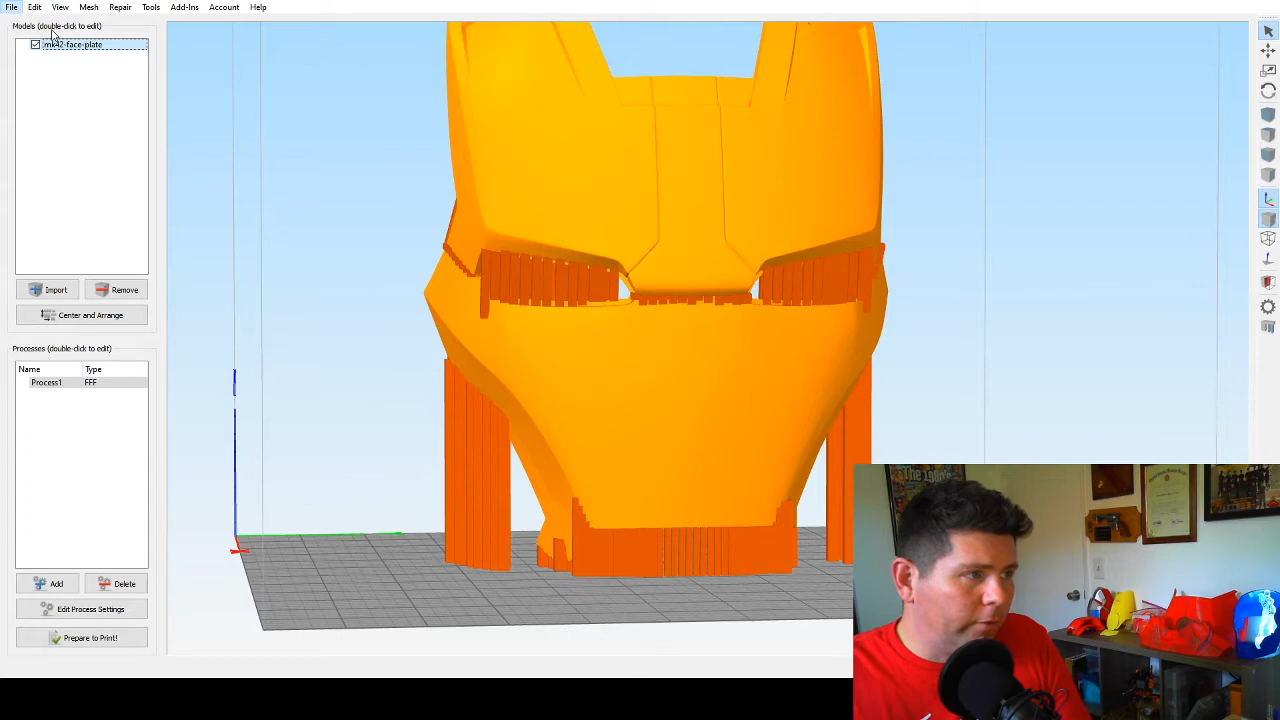 File Edit View Mesh Repair Tools Add-Ins Account Help
Models (double-click to edit)
mk42-face-plate
Import Remove
Center and Arrange
Processes (double-click to edit)
Name Type
Process1 FFF
Add Delete
Edit Process Settings
Prepare to Print!
The 1980s